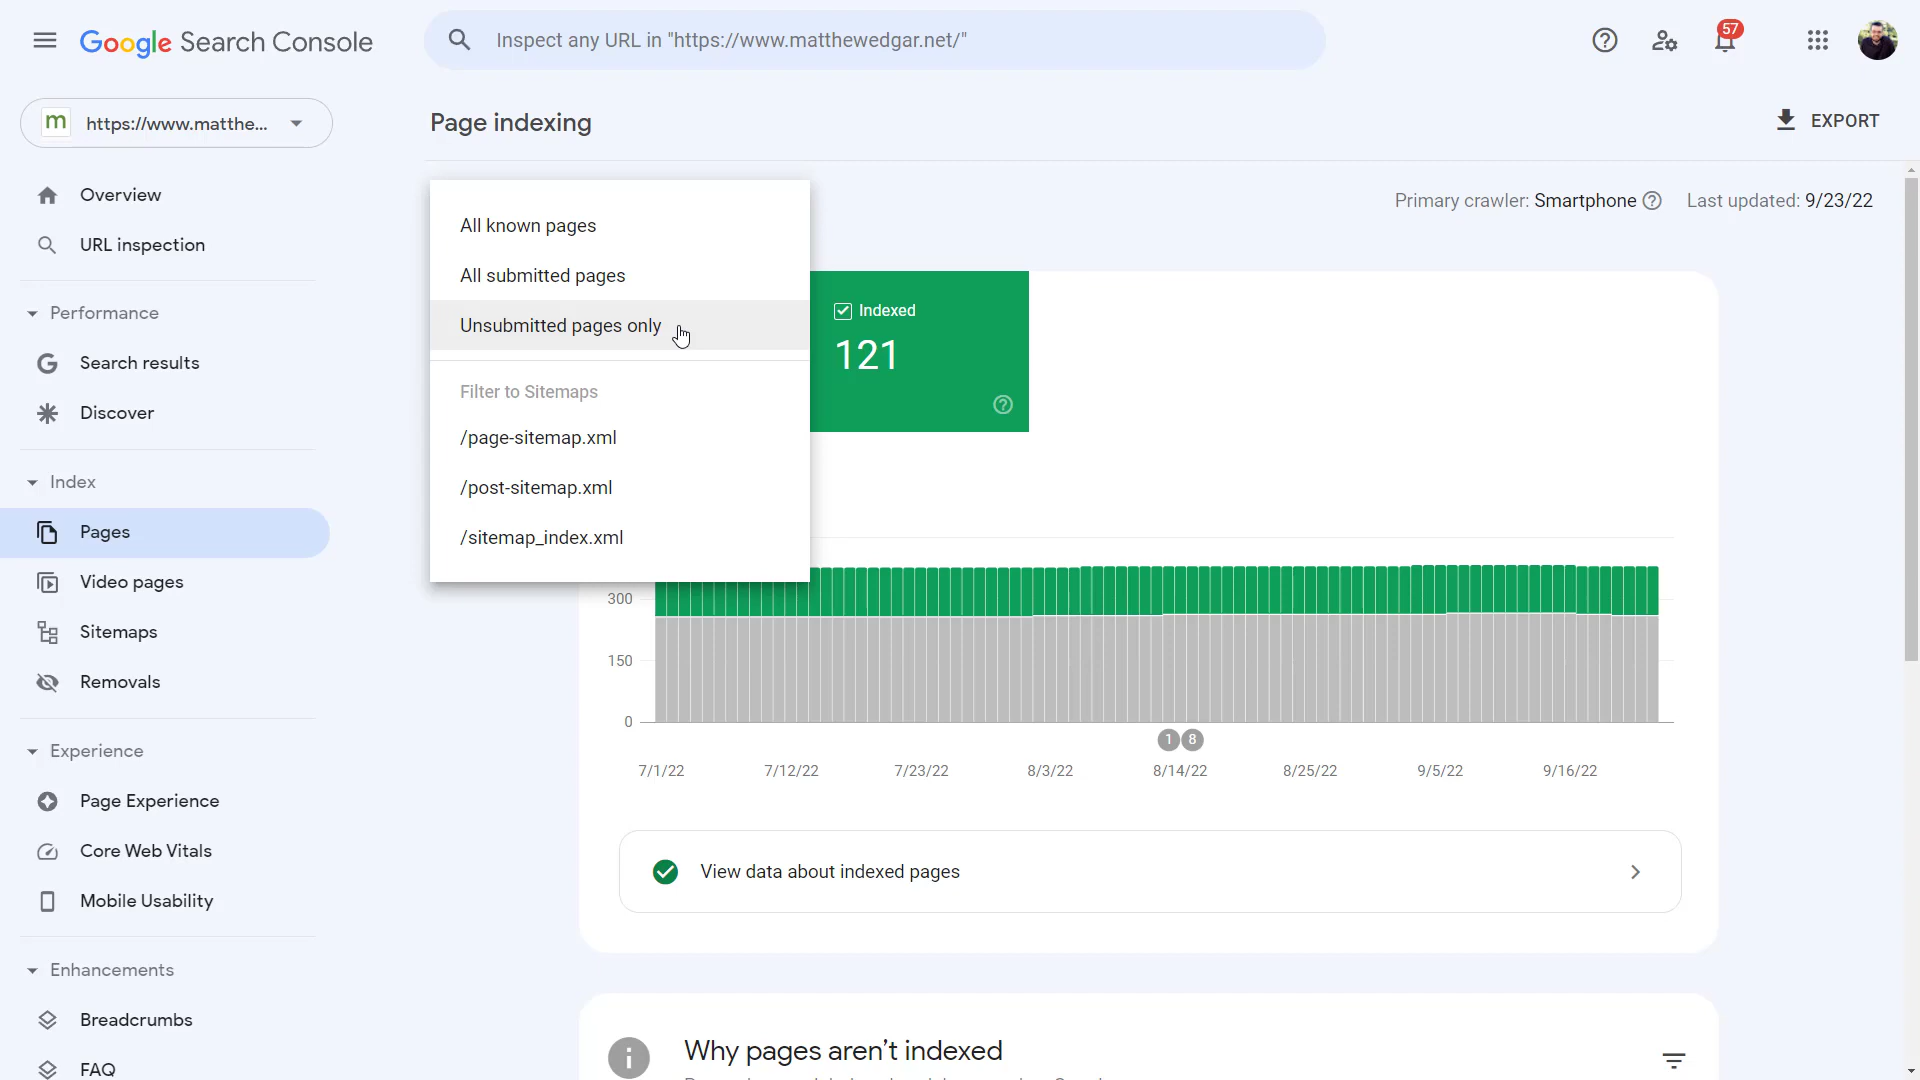 Google Search Console
Inspect any URL in "https://www.matthewedgar.net/"
57
m
https://www.matthe...
Page indexing
EXPORT
Overview
URL inspection
Performance
Search results
Discover
Index
Pages
Video pages
Sitemaps
Removals
Experience
Page Experience
Core Web Vitals
Mobile Usability
Enhancements
Breadcrumbs
FAQ
All known pages
All submitted pages
Unsubmitted pages only
Filter to Sitemaps
/page-sitemap.xml
/post-sitemap.xml
/sitemap_index.xml
Primary crawler: Smartphone
Last updated: 9/23/22
Indexed
121
300
150
0
1 8
7/1/22 7/12/22 7/23/22 8/3/22 8/14/22 8/25/22 9/5/22 9/16/22
View data about indexed pages
Why pages aren’t indexed